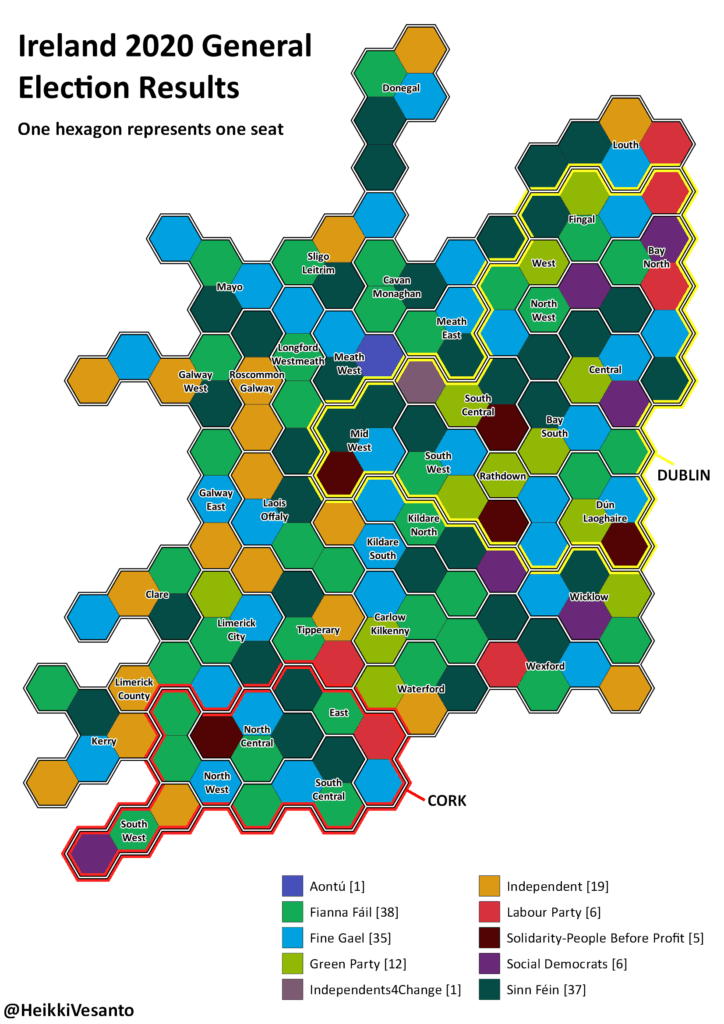 Ireland 2020 General
Election Results
One hexagon represents one seat
Donegal
Louth
Fingal
Bay
North
Sligo
Leitrim
West
Mayo
Cavan
Monaghan
North
West
Meath
East
Longford
Westmeath
Meath
West
Galway
West
Roscommon
Galway
Central
South
Central
Bay
South
Mid
West
South
West
Rathdown
DUBLIN
Galway
East
Laois
Offaly
Kildare
North
Dún
Laoghaire
Kildare
South
Clare
Wicklow
Limerick
City
Tipperary
Carlow
Kilkenny
Limerick
County
Waterford
Wexford
East
Kerry
North
Central
North
West
South
Central
CORK
South
West
Aontú [1]
Fianna Fáil [38]
Fine Gael [35]
Green Party [12]
Independents4Change [1]
Independent [19]
Labour Party [6]
Solidarity-People Before Profit [5]
Social Democrats [6]
Sinn Féin [37]
@HeikkiVesanto